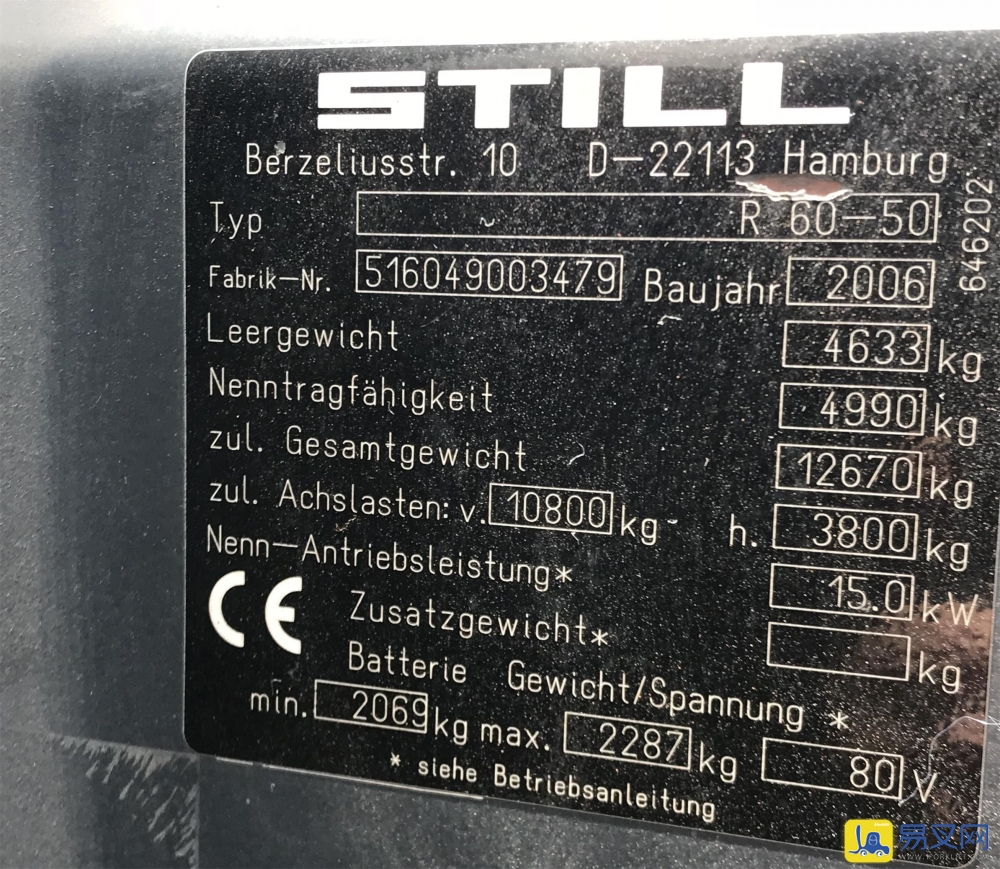 STILL
Berzeliusstr. 10 D-22113 Hamburg
Typ R 60-50
646202
Fabrik-Nr. 516049003479 Baujahr 2006
Leergewicht 4633 kg
Nenntragfähigkeit 4990 kg
zul. Gesamtgewicht 12670 kg
zul. Achslasten: v. 10800 kg h. 3800 kg
Nenn-Antriebsleistung* 15.0 kW
CE
Zusatzgewicht* kg
Batterie Gewicht/Spannung *
min. 2069 kg max. 2287 kg 80 V
* siehe Betriebsanleitung
易叉网